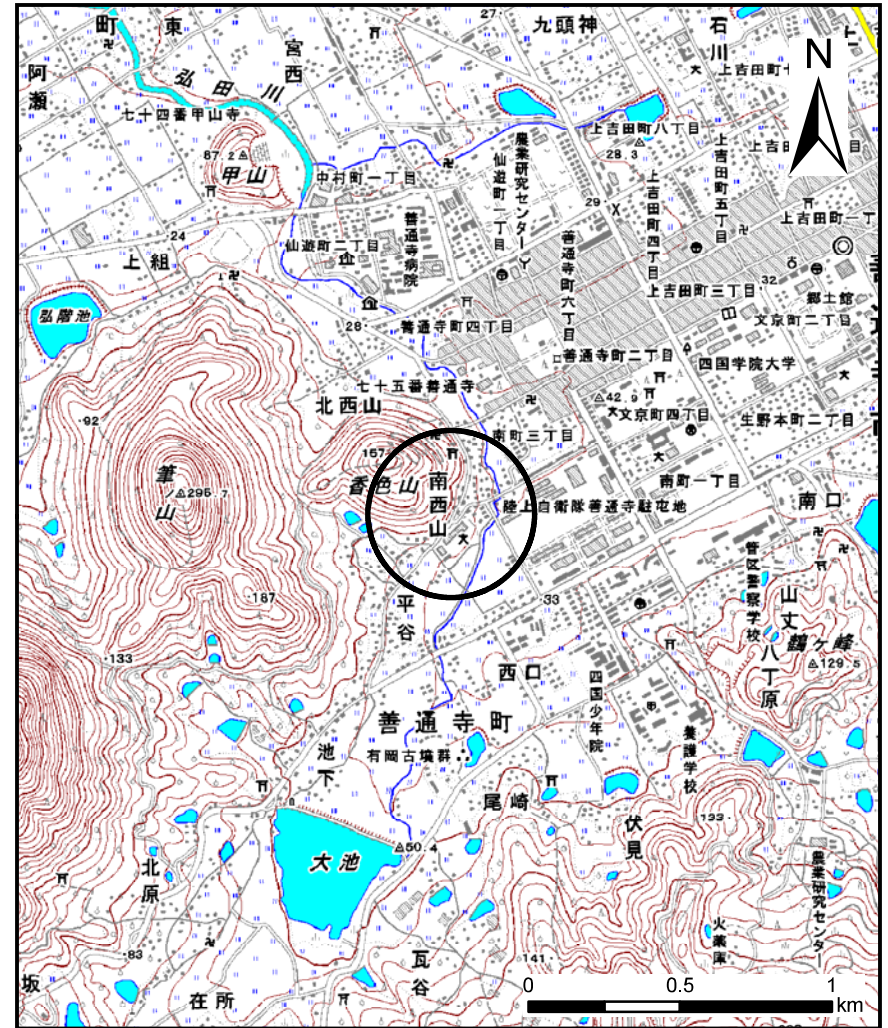 27
町
東
九頭神
石川
阿瀬
宮西
弘田川
上吉田町
N
七十四番甲山寺
上吉田町八丁目
28.3
87.2
甲山
中村町一丁目
仙遊町一丁目
農業研究センター
上吉田町五丁目
上吉田町四丁目
上吉田町一丁
24
上組
仙遊町二丁目
善通寺病院
29
善通寺町六丁目
上吉田町三丁目
32
郷土館
文京町二丁目
弘階池
28
善通寺町四丁目
善通寺町二丁目
四国学院大学
七十五番善通寺
北西山
42.9
文京町四丁目
生野本町二丁目
92
南町三丁目
157
筆ノ山
295.7
香色山
南西山
陸上自衛隊善通寺駐屯地
南町一丁目
南口
管区警察学校
187
平谷
33
山丈
八丁原
鶴ヶ峰
129.5
133
西口
四国少年院
善通寺町
養護学校
池下
有岡古墳群
尾崎
伏見
133
大池
50.4
北原
農業研究センター
火薬庫
83
瓦谷
141
坂
在所
0 0.5 1
km